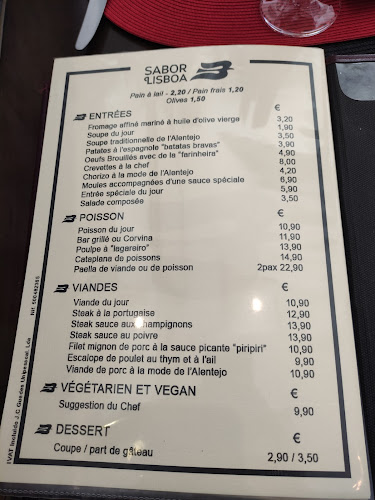 SABOR
LISBOA
Pain à lail - 2,20 / Pain frais 1,20
Olives 1,50
ENTRÉES €
Fromage affiné mariné à huile d'olive vierge 3,20
Soupe du jour 1,90
Soupe traditionnelle de l'Alentejo 3,50
Patates à l'espagnole "batatas bravas" 3,90
Oeufs Brouillés avec de la "farinheira" 4,90
Crevettes à la chef 8,00
Chorizo à la mode de l'Alentejo 4,20
Moules accompagnées d'une sauce spéciale 6,90
Entrée spéciale du jour 5,90
Salade composée 3,50
POISSON €
Poisson du jour 10,90
Bar grillé ou Corvina 11,90
Poulpe à "lagareiro" 13,90
Cataplana de poissons 14,90
Paella de viande ou de poisson 2pax 22,90
VIANDES €
Viande du jour 10,90
Steak à la portugaise 12,90
Steak sauce aux champignons 13,90
Steak sauce au poivre 13,90
Filet mignon de porc à la sauce picante "piripiri" 10,90
Escalope de poulet au thym et à l'ail 9,90
Viande de porc à la mode de l'Alentejo 10,90
VÉGÉTARIEN ET VEGAN €
Suggestion du Chef 9,90
DESSERT €
Coupe / part de gâteau 2,90 / 3,50
IVAT Incluido J.C Guedes Unipessoal, Lda